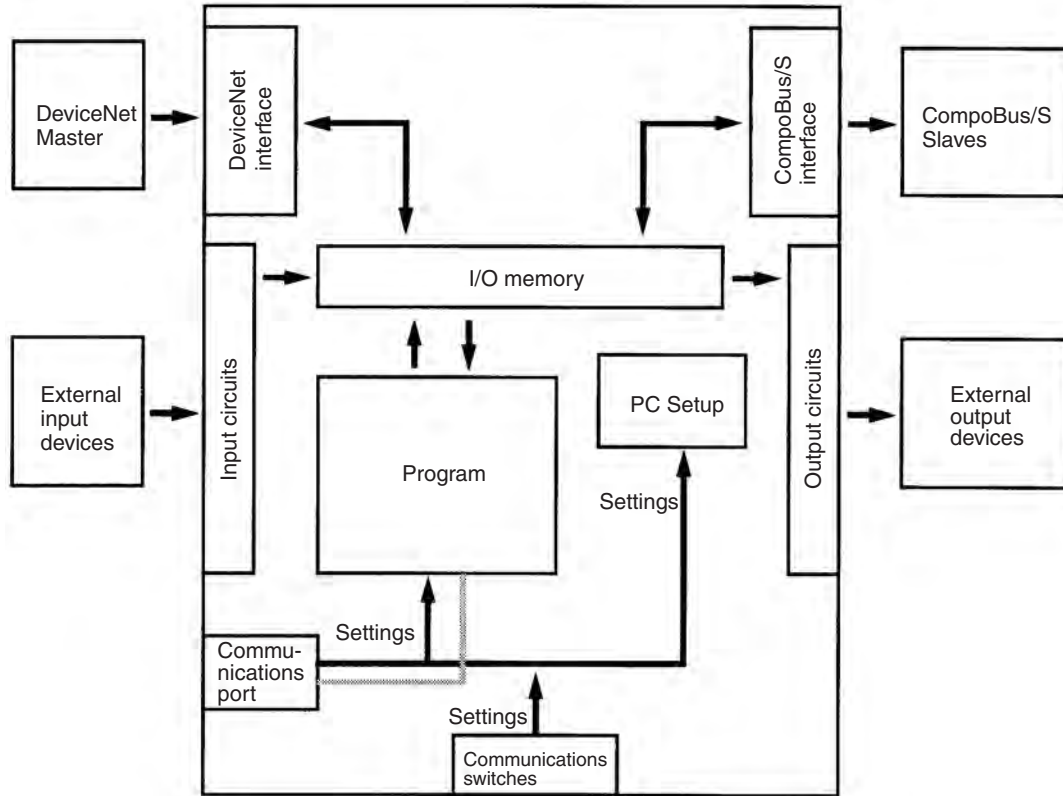 DeviceNet
Master
DeviceNet
interface
CompoBus/S
interface
CompoBus/S
Slaves
I/O memory
External
input
devices
Input circuits
Program
PC Setup
Output circuits
External
output
devices
Settings
Settings
Commu-
nications
port
Settings
Communications
switches